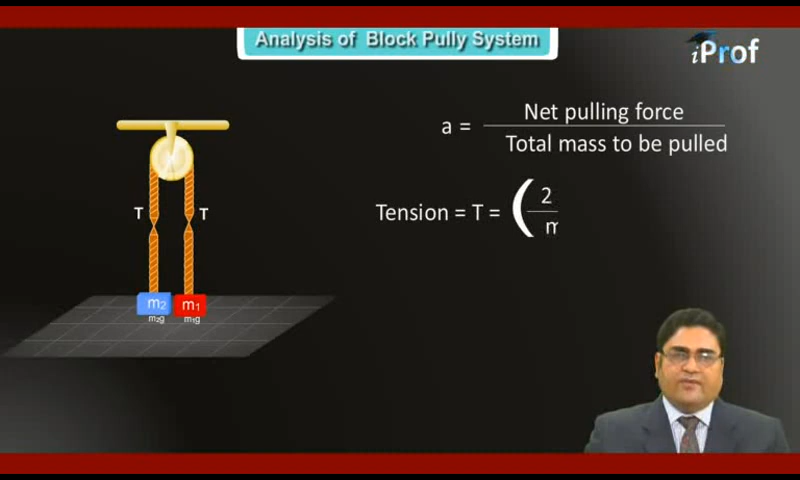 Analysis of Block Pully System
iProf
a = Net pulling force
Total mass to be pulled
Tension = T = ( 2
m
T T
m2 m1
m2g m1g